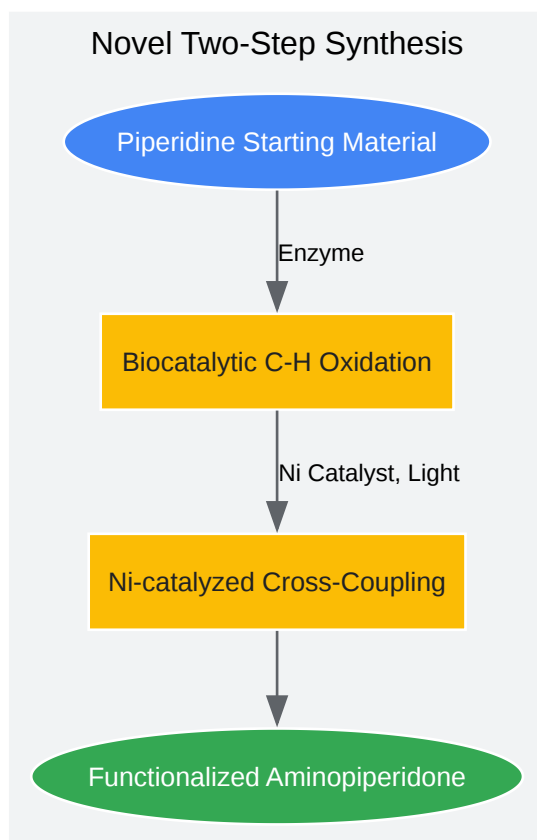 Novel Two-Step Synthesis
Piperidine Starting Material
Enzyme
Biocatalytic C-H Oxidation
Ni Catalyst, Light
Ni-catalyzed Cross-Coupling
Functionalized Aminopiperidone